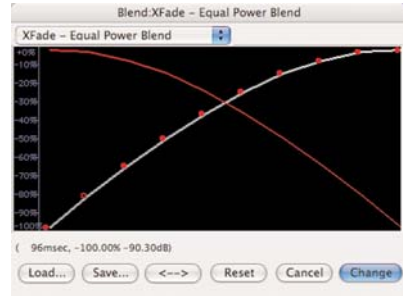 Blend:XFade – Equal Power Blend
XFade – Equal Power Blend
+0%
-10%
-20%
-30%
-40%
-50%
-60%
-70%
-80%
-90%
-100%
( 96msec, -100.00% -90.30dB)
Load... Save... <--> Reset Cancel Change